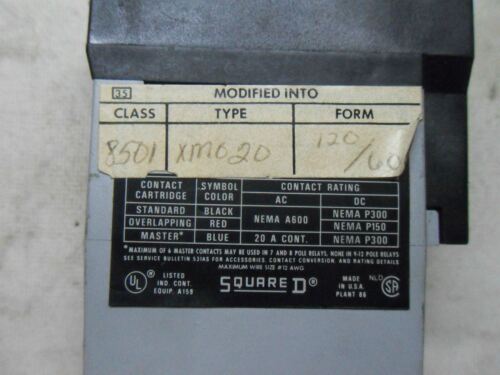 35 MODIFIED INTO
CLASS TYPE FORM
8501 XMO20 120/60
CONTACT CARTRIDGE SYMBOL COLOR CONTACT RATING
AC DC
STANDARD BLACK NEMA A600 NEMA P300
OVERLAPPING RED NEMA P150
MASTER* BLUE 20 A CONT. NEMA P300
*MAXIMUM OF 6 MASTER CONTACTS MAY BE USED IN 7 AND 8 POLE RELAYS. NONE IN 9-12 POLE RELAYS
SEE SERVICE BULLETIN 531AS FOR ACCESSORIES, CONTACT CONVERSION AND RATING DETAILS
MAXIMUM WIRE SIZE #12 AWG
UL ® LISTED IND. CONT. EQUIP. A159 SQUARE D ® MADE IN U.S.A. PLANT 86 NLD SA ®